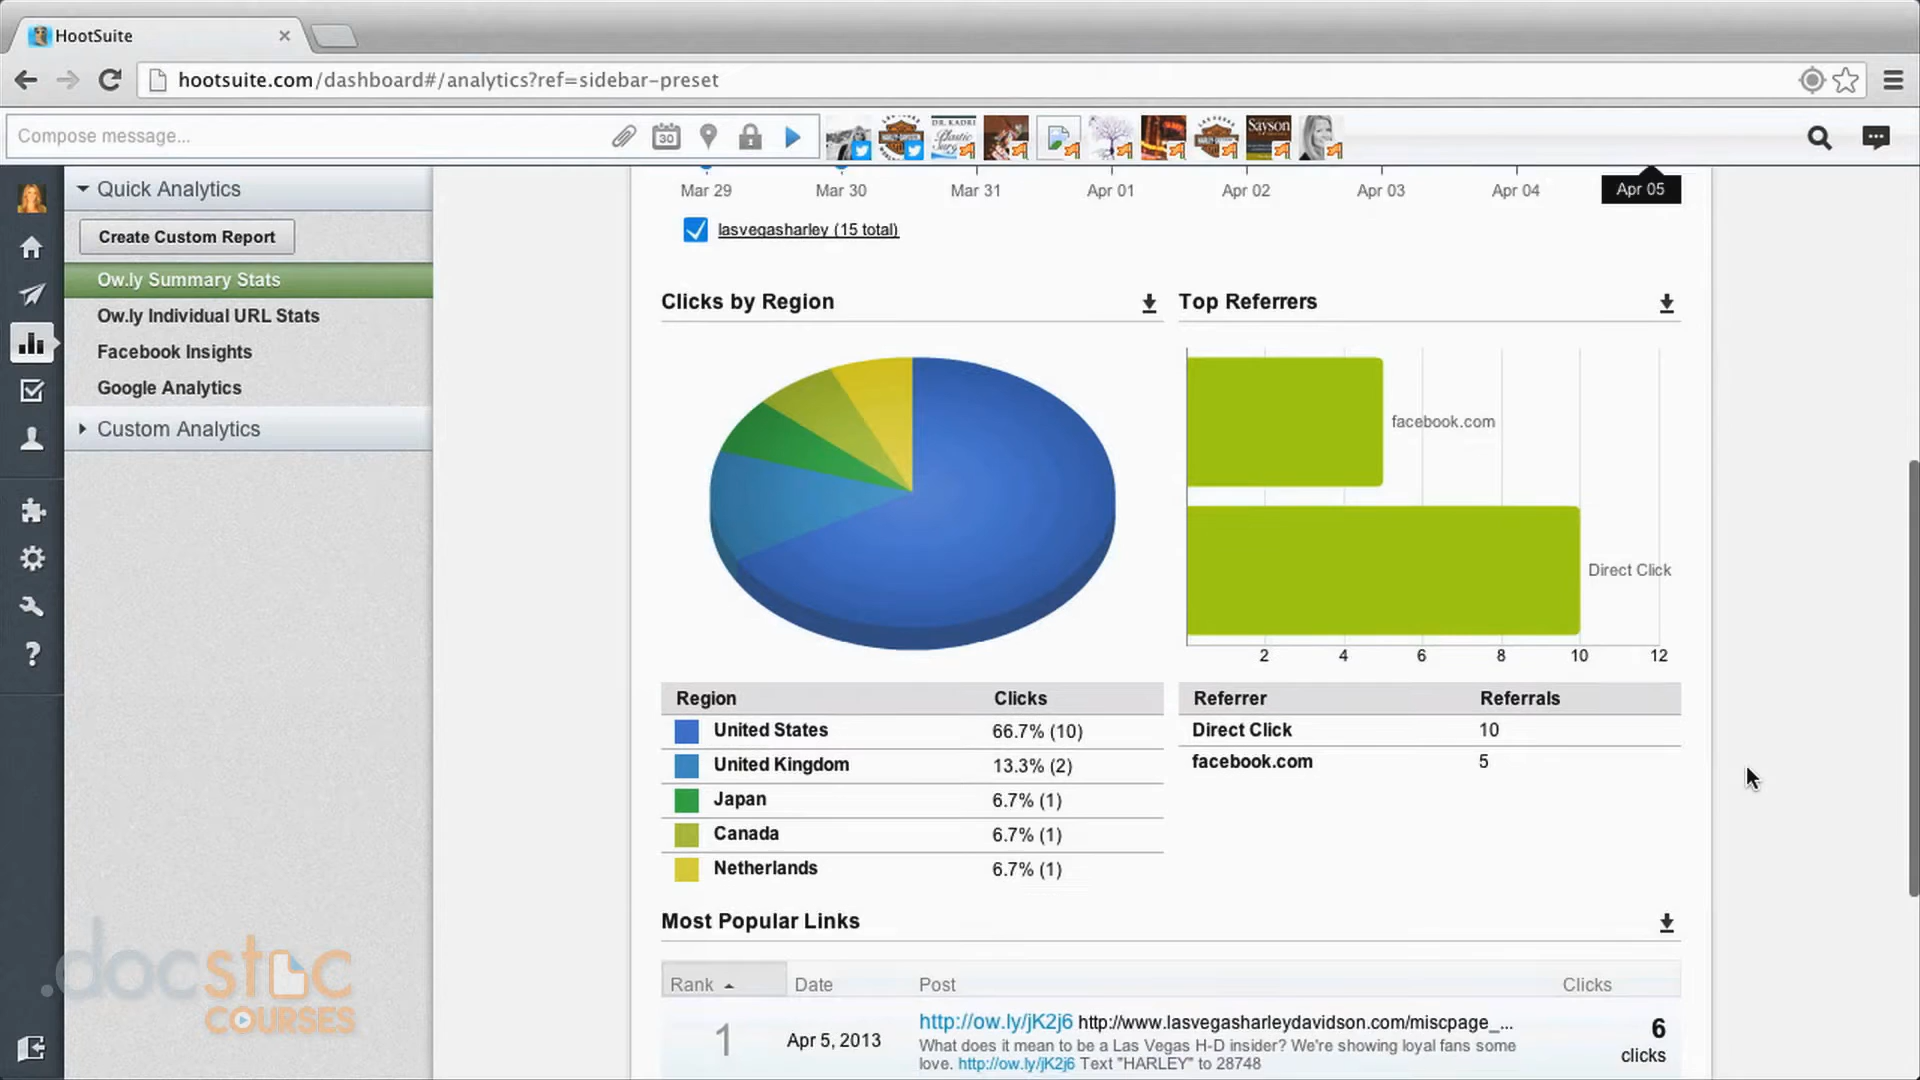 HootSuite
hootsuite.com/dashboard#/analytics?ref=sidebar-preset
Compose message...
30
DR. KADRI
Plastic
Sayson
Quick Analytics
Create Custom Report
Ow.ly Summary Stats
Ow.ly Individual URL Stats
Facebook Insights
Google Analytics
Custom Analytics
Mar 29 Mar 30 Mar 31 Apr 01 Apr 02 Apr 03 Apr 04 Apr 05
lasvegasharley (15 total)
Clicks by Region
Top Referrers
facebook.com
Direct Click
2 4 6 8 10 12
Region Clicks
United States 66.7% (10)
United Kingdom 13.3% (2)
Japan 6.7% (1)
Canada 6.7% (1)
Netherlands 6.7% (1)
Referrer Referrals
Direct Click 10
facebook.com 5
Most Popular Links
Rank Date Post Clicks
1 Apr 5, 2013 http://ow.ly/jK2j6 http://www.lasvegasharleydavidson.com/miscpage_... 6 clicks
What does it mean to be a Las Vegas H-D insider? We're showing loyal fans some
love. http://ow.ly/jK2j6 Text "HARLEY" to 28748
.docstoc
COURSES